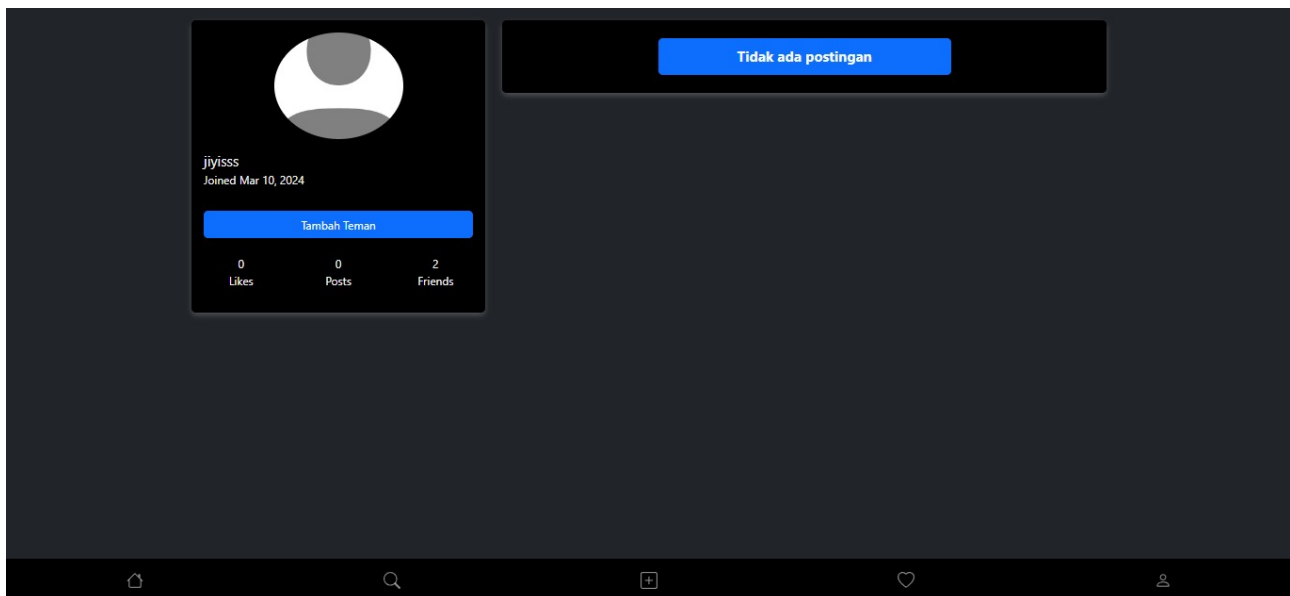 jiyisss
Joined Mar 10, 2024
Tambah Teman
0 0 2
Likes Posts Friends
Tidak ada postingan